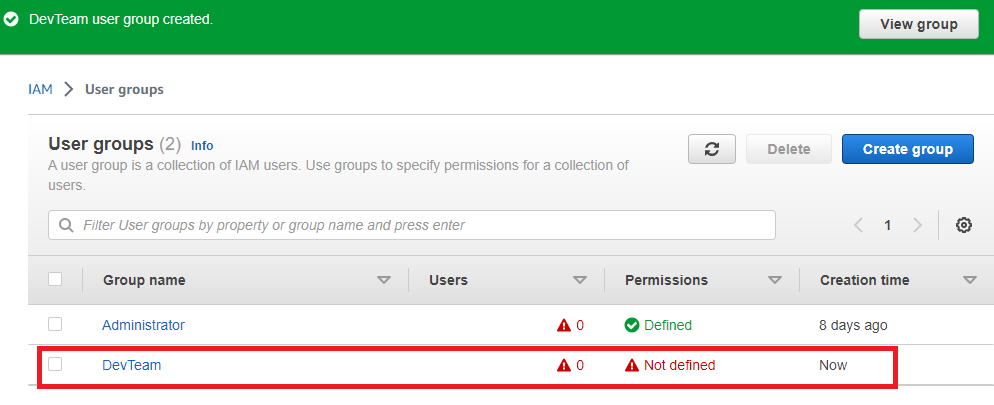 DevTeam user group created.
View group
IAM > User groups
User groups (2) Info
A user group is a collection of IAM users. Use groups to specify permissions for a collection of
users.
Delete
Create group
Filter User groups by property or group name and press enter
1
Group name Users Permissions Creation time
Administrator 0 Defined 8 days ago
DevTeam 0 Not defined Now